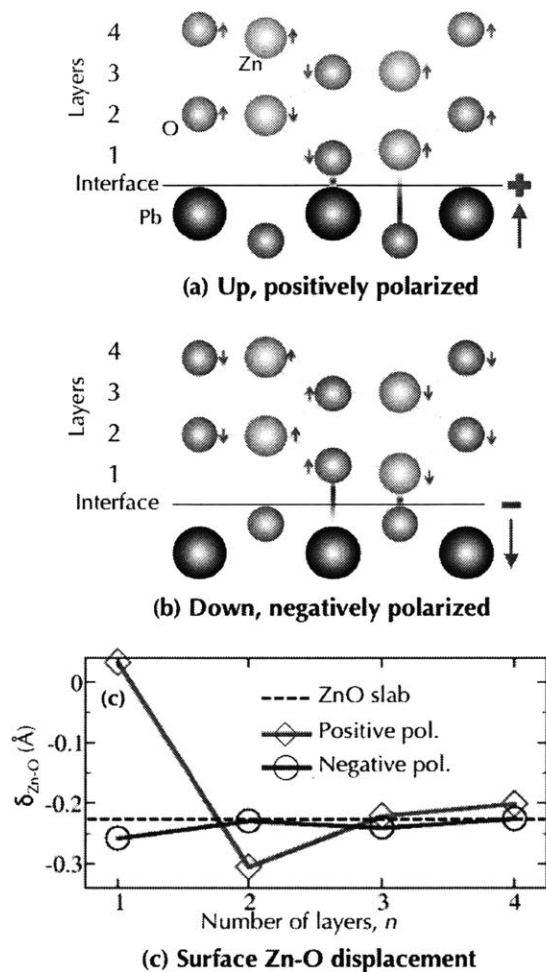 4
Zn
3
Layers
2
O
1
Interface
Pb
+
(a) Up, positively polarized
4
3
Layers
2
1
Interface
−
(b) Down, negatively polarized
(c)
0
-0.1
-0.2
-0.3
δZn-O (Å)
ZnO slab
Positive pol.
Negative pol.
1 2 3 4
Number of layers, n
(c) Surface Zn-O displacement